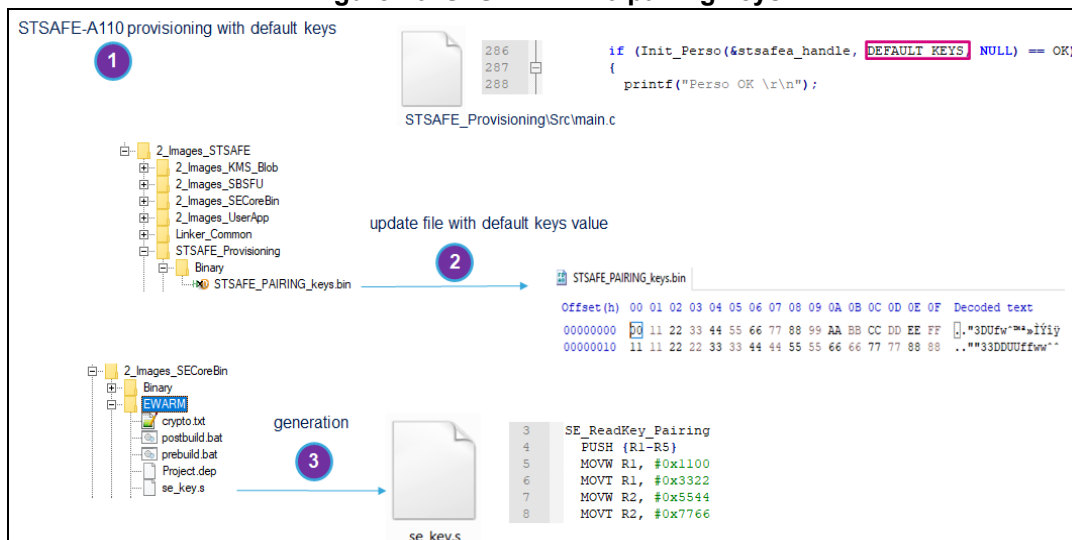 STSAFE-A110 provisioning with default keys
1
286 if (Init_Perso(&stsafea_handle, DEFAULT_KEYS, NULL) == OK)
287 {
288 printf("Perso OK \r\n");
STSAFE_Provisioning\Src\main.c
2_Images_STSAFE
2_Images_KMS_Blob
2_Images_SBSFU
2_Images_SECoreBin
2_Images_UserApp
Linker_Common
STSAFE_Provisioning
Binary
STSAFE_PAIRING_keys.bin
update file with default keys value
2
STSAFE_PAIRING_keys.bin
Offset(h) 00 01 02 03 04 05 06 07 08 09 0A 0B 0C 0D 0E 0F Decoded text
00000000 00 11 22 33 44 55 66 77 88 99 AA BB CC DD EE FF .."3DUfwˆ™ª»ÌÝîÿ
00000010 11 11 22 22 33 33 44 44 55 55 66 66 77 77 88 88 ..""33DDUUffwwˆˆ
2_Images_SECoreBin
Binary
EWARM
crypto.txt
postbuild.bat
prebuild.bat
Project.dep
se_key.s
generation
3
se_key.s
3 SE_ReadKey_Pairing
4 PUSH {R1-R5}
5 MOVW R1, #0x1100
6 MOVT R1, #0x3322
7 MOVW R2, #0x5544
8 MOVT R2, #0x7766